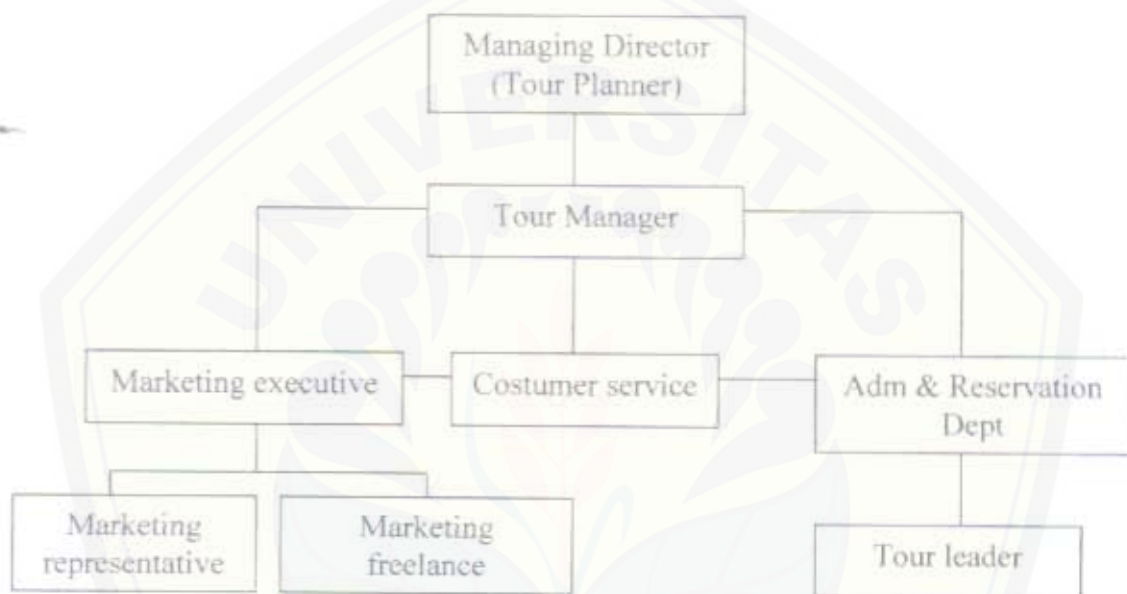 Managing Director
(Tour Planner)
UNIVERSITAS
Tour Manager
Marketing executive
Costumer service
Adm & Reservation
Dept
Marketing
representative
Marketing
freelance
Tour leader